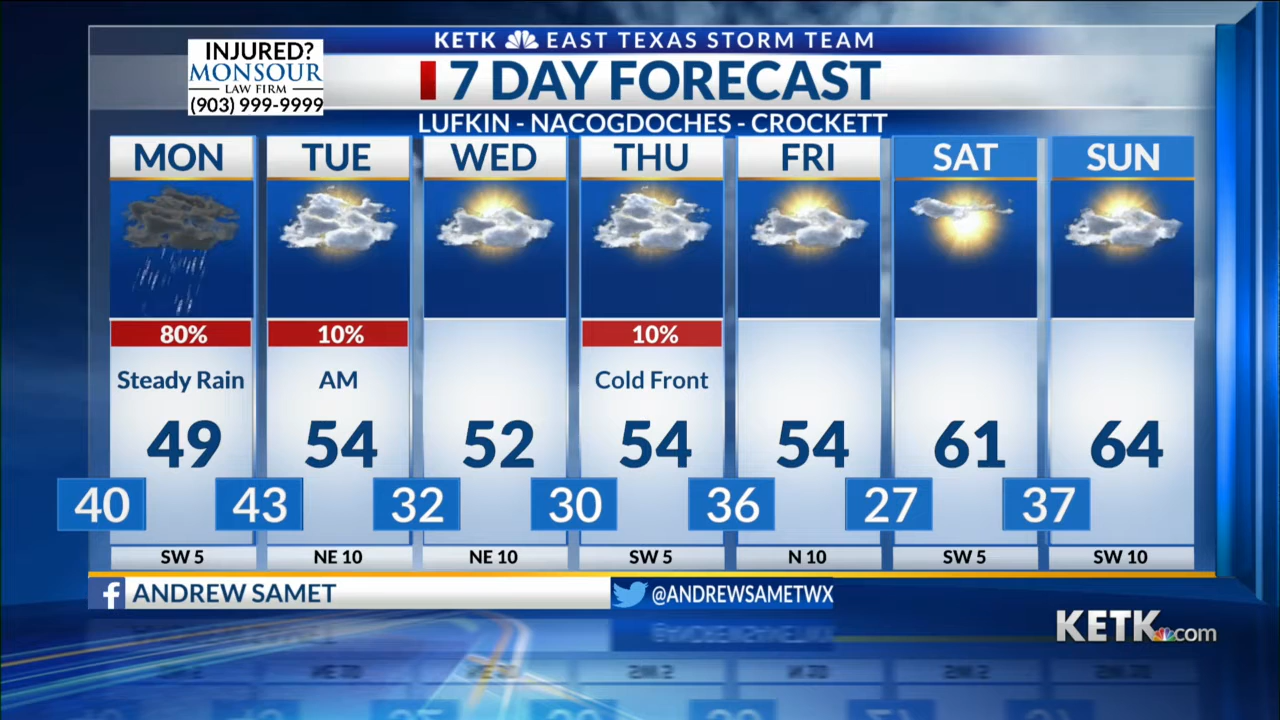 KETK EAST TEXAS STORM TEAM
INJURED?
MONSOUR
LAW FIRM
(903) 999-9999
7 DAY FORECAST
LUFKIN - NACOGDOCHES - CROCKETT
MON TUE WED THU FRI SAT SUN
80% 10% 10%
Steady Rain AM Cold Front
49 54 52 54 54 61 64
40 43 32 30 36 27 37
SW 5 NE 10 NE 10 SW 5 N 10 SW 5 SW 10
f ANDREW SAMET @ANDREWSAMETWX
KETK.com